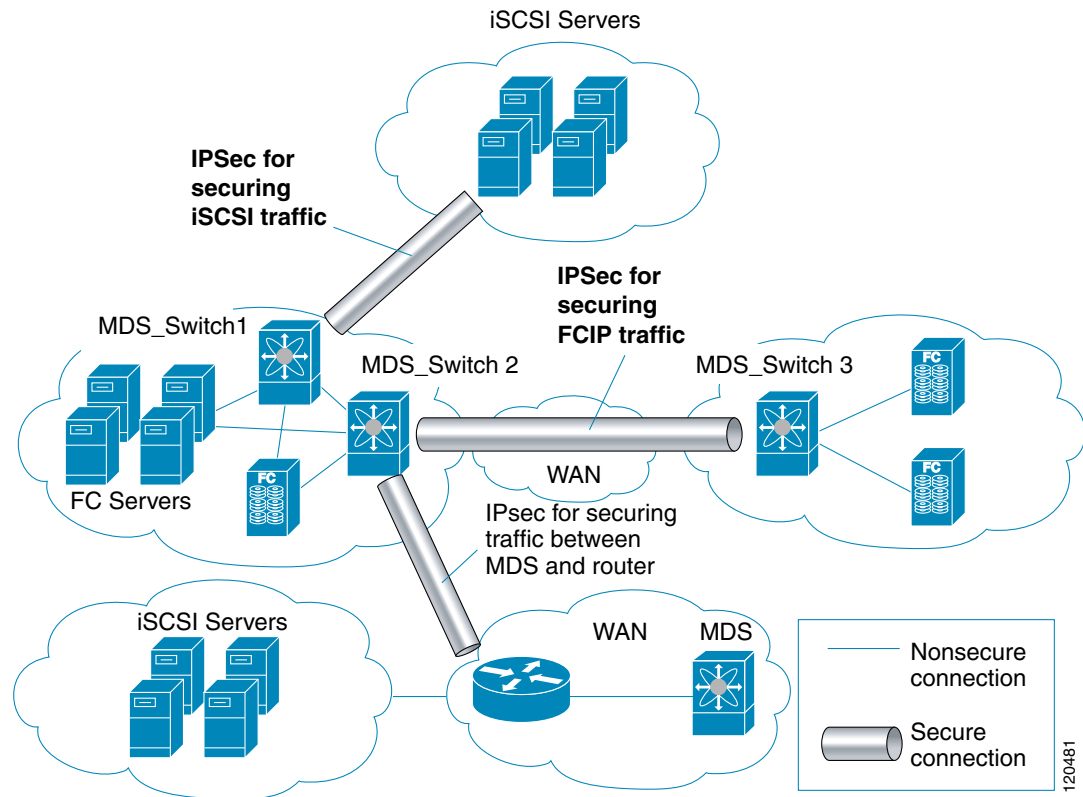 iSCSI Servers
IPSec for
securing
iSCSI traffic
IPSec for
securing
FCIP traffic
MDS_Switch1
MDS_Switch 2
MDS_Switch 3
FC
FC
FC
FC Servers
WAN
IPsec for securing
traffic between
MDS and router
iSCSI Servers
WAN
MDS
Nonsecure
connection
Secure
connection
120481